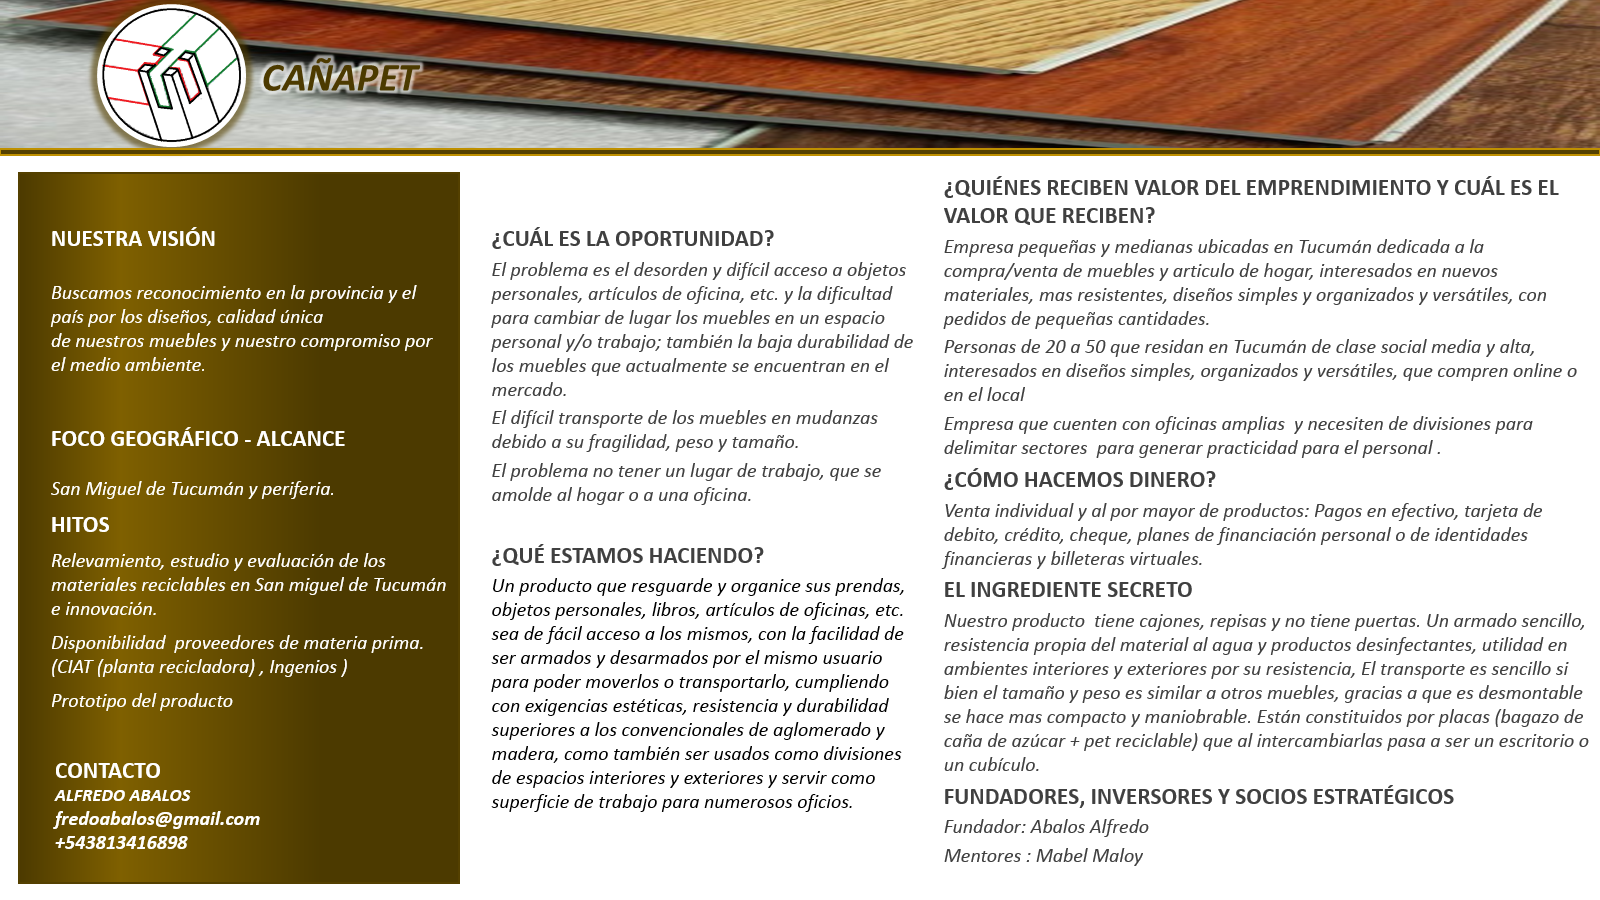 CAÑAPET
NUESTRA VISIÓN
Buscamos reconocimiento en la provincia y el
país por los diseños, calidad única
de nuestros muebles y nuestro compromiso por
el medio ambiente.
FOCO GEOGRÁFICO - ALCANCE
San Miguel de Tucumán y periferia.
HITOS
Relevamiento, estudio y evaluación de los
materiales reciclables en San miguel de Tucumán
e innovación.
Disponibilidad  proveedores de materia prima.
(CIAT (planta recicladora) , Ingenios )
Prototipo del producto
CONTACTO
ALFREDO ABALOS
fredoabalos@gmail.com
+543813416898
¿CUÁL ES LA OPORTUNIDAD?
El problema es el desorden y difícil acceso a objetos
personales, artículos de oficina, etc. y la dificultad
para cambiar de lugar los muebles en un espacio
personal y/o trabajo; también la baja durabilidad de
los muebles que actualmente se encuentran en el
mercado.
El difícil transporte de los muebles en mudanzas
debido a su fragilidad, peso y tamaño.
El problema no tener un lugar de trabajo, que se
amolde al hogar o a una oficina.
¿QUÉ ESTAMOS HACIENDO?
Un producto que resguarde y organice sus prendas,
objetos personales, libros, artículos de oficinas, etc.
sea de fácil acceso a los mismos, con la facilidad de
ser armados y desarmados por el mismo usuario
para poder moverlos o transportarlo, cumpliendo
con exigencias estéticas, resistencia y durabilidad
superiores a los convencionales de aglomerado y
madera, como también ser usados como divisiones
de espacios interiores y exteriores y servir como
superficie de trabajo para numerosos oficios.
¿QUIÉNES RECIBEN VALOR DEL EMPRENDIMIENTO Y CUÁL ES EL
VALOR QUE RECIBEN?
Empresa pequeñas y medianas ubicadas en Tucumán dedicada a la
compra/venta de muebles y articulo de hogar, interesados en nuevos
materiales, mas resistentes, diseños simples y organizados y versátiles, con
pedidos de pequeñas cantidades.
Personas de 20 a 50 que residan en Tucumán de clase social media y alta,
interesados en diseños simples, organizados y versátiles, que compren online o
en el local
Empresa que cuenten con oficinas amplias  y necesiten de divisiones para
delimitar sectores  para generar practicidad para el personal .
¿CÓMO HACEMOS DINERO?
Venta individual y al por mayor de productos: Pagos en efectivo, tarjeta de
debito, crédito, cheque, planes de financiación personal o de identidades
financieras y billeteras virtuales.
EL INGREDIENTE SECRETO
Nuestro producto  tiene cajones, repisas y no tiene puertas. Un armado sencillo,
resistencia propia del material al agua y productos desinfectantes, utilidad en
ambientes interiores y exteriores por su resistencia, El transporte es sencillo si
bien el tamaño y peso es similar a otros muebles, gracias a que es desmontable
se hace mas compacto y maniobrable. Están constituidos por placas (bagazo de
caña de azúcar + pet reciclable) que al intercambiarlas pasa a ser un escritorio o
un cubículo.
FUNDADORES, INVERSORES Y SOCIOS ESTRATÉGICOS
Fundador: Abalos Alfredo
Mentores : Mabel Maloy